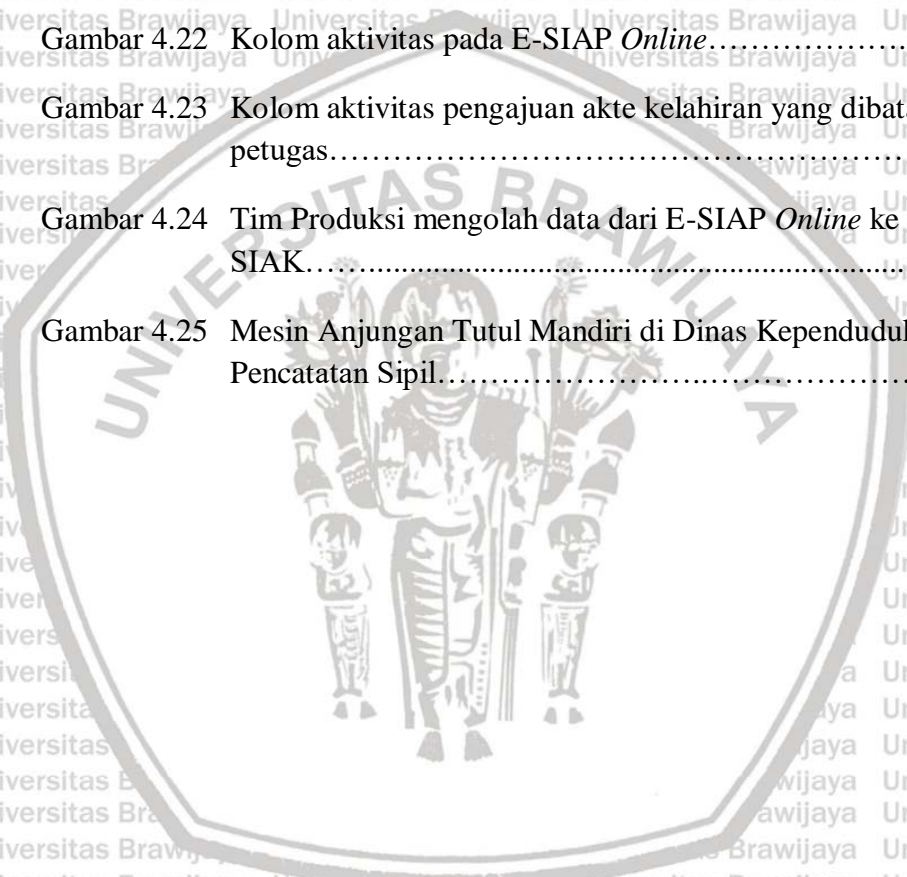 Gambar 4.22 Kolom aktivitas pada E-SIAP Online……………….
Gambar 4.23 Kolom aktivitas pengajuan akte kelahiran yang
petugas……………………………………………….
Gambar 4.24 Tim Produksi mengolah data dari E-SIAP Online ke
SIAK……..................................................................................
Gambar 4.25 Mesin Anjungan Tutul Mandiri di Dinas
Pencatatan Sipil……………………..………………
UNIVERSITAS BRAWIJAYA